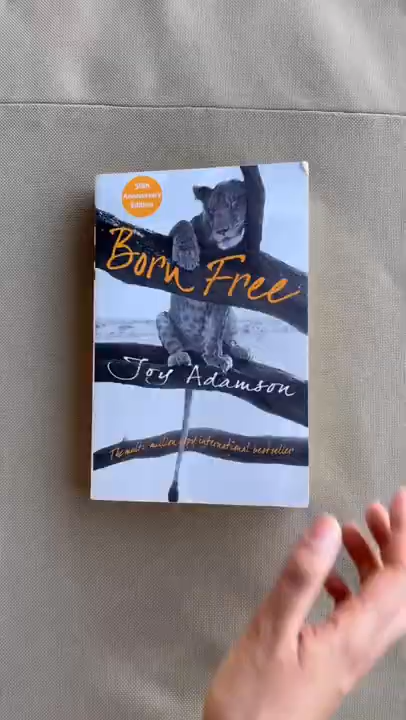 50th
Anniversary
Edition
Born Free
Joy Adamson
The multi-million copy international bestseller